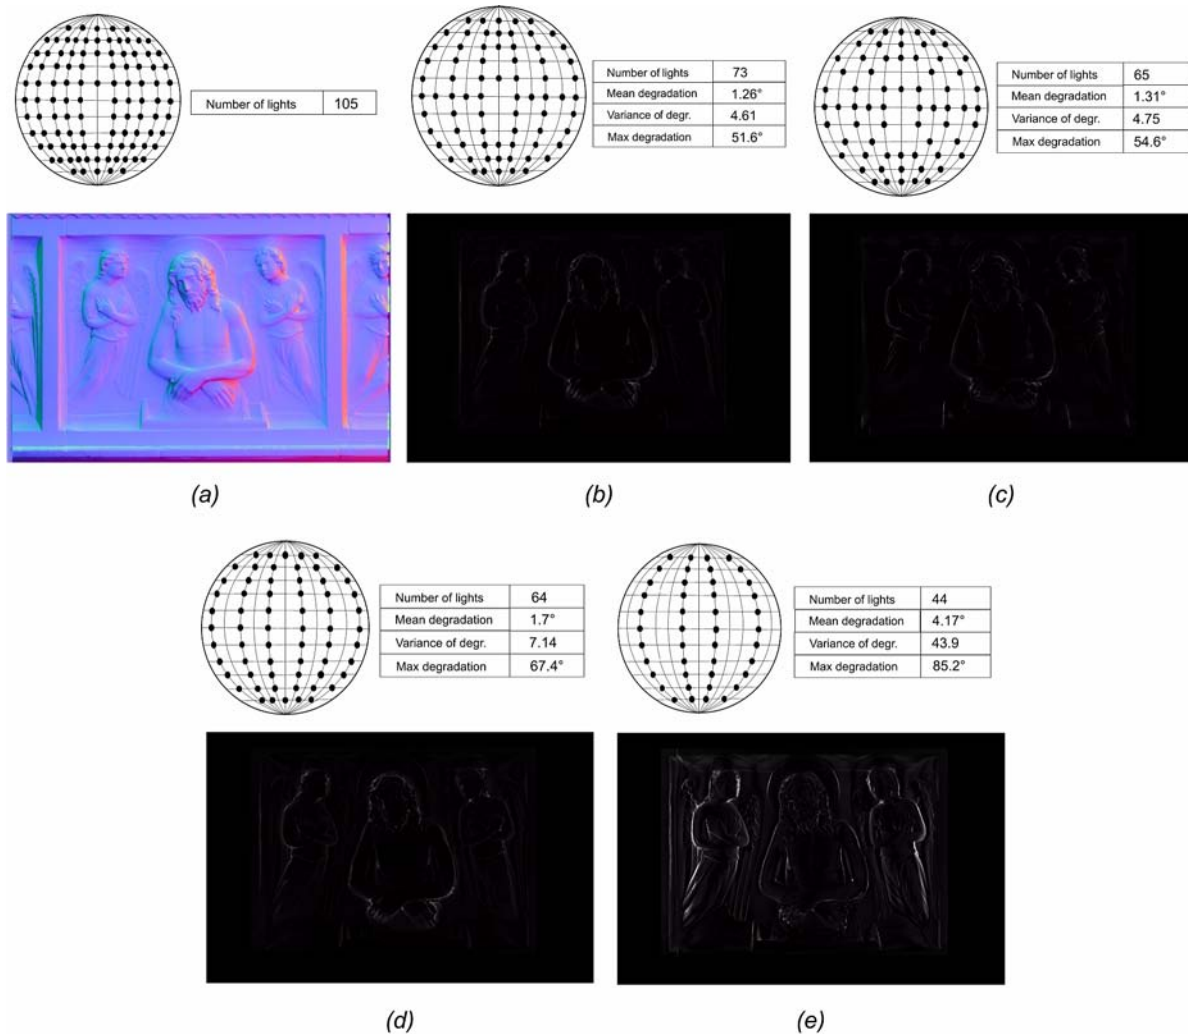 Number of lights 105
Number of lights 73
Mean degradation 1.26°
Variance of degr. 4.61
Max degradation 51.6°
Number of lights 65
Mean degradation 1.31°
Variance of degr. 4.75
Max degradation 54.6°
(a)
(b)
(c)
Number of lights 64
Mean degradation 1.7°
Variance of degr. 7.14
Max degradation 67.4°
Number of lights 44
Mean degradation 4.17°
Variance of degr. 43.9
Max degradation 85.2°
(d)
(e)